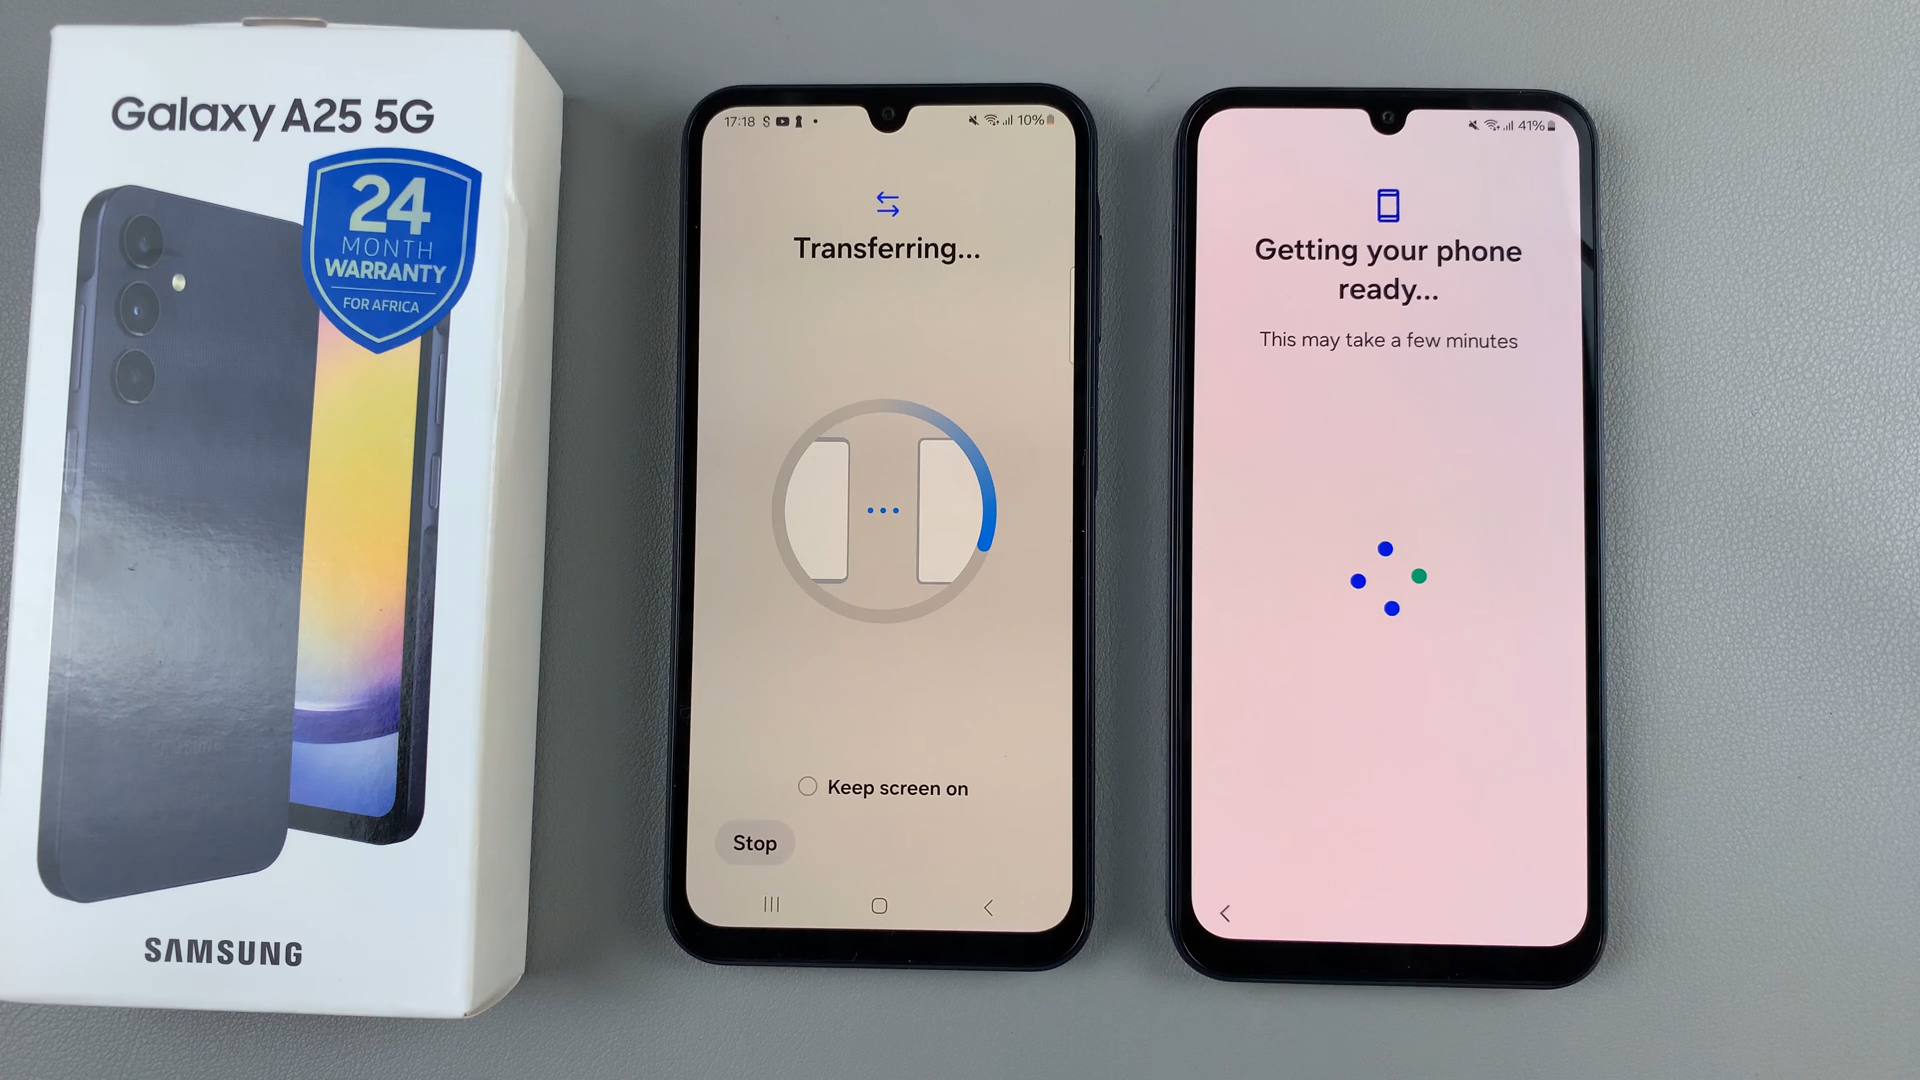 Galaxy A25 5G
24
MONTH
WARRANTY
FOR AFRICA
SAMSUNG
17:18
10%
Transferring...
Keep screen on
Stop
41%
Getting your phone
ready...
This may take a few minutes